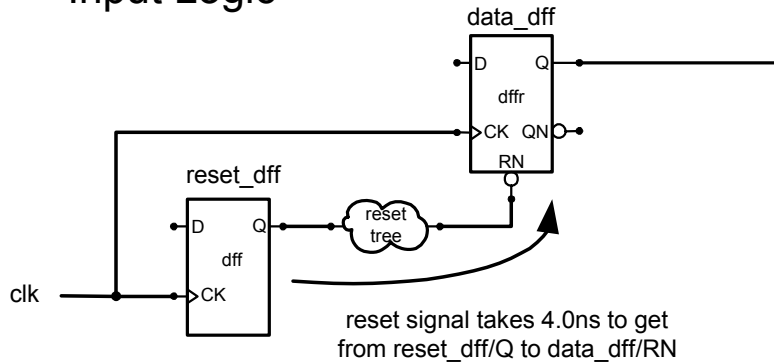 data_dff
D
Q
dffr
CK
QN
RN
reset_dff
D
Q
dff
CK
reset
tree
clk
reset signal takes 4.0ns to get
from reset_dff/Q to data_dff/RN